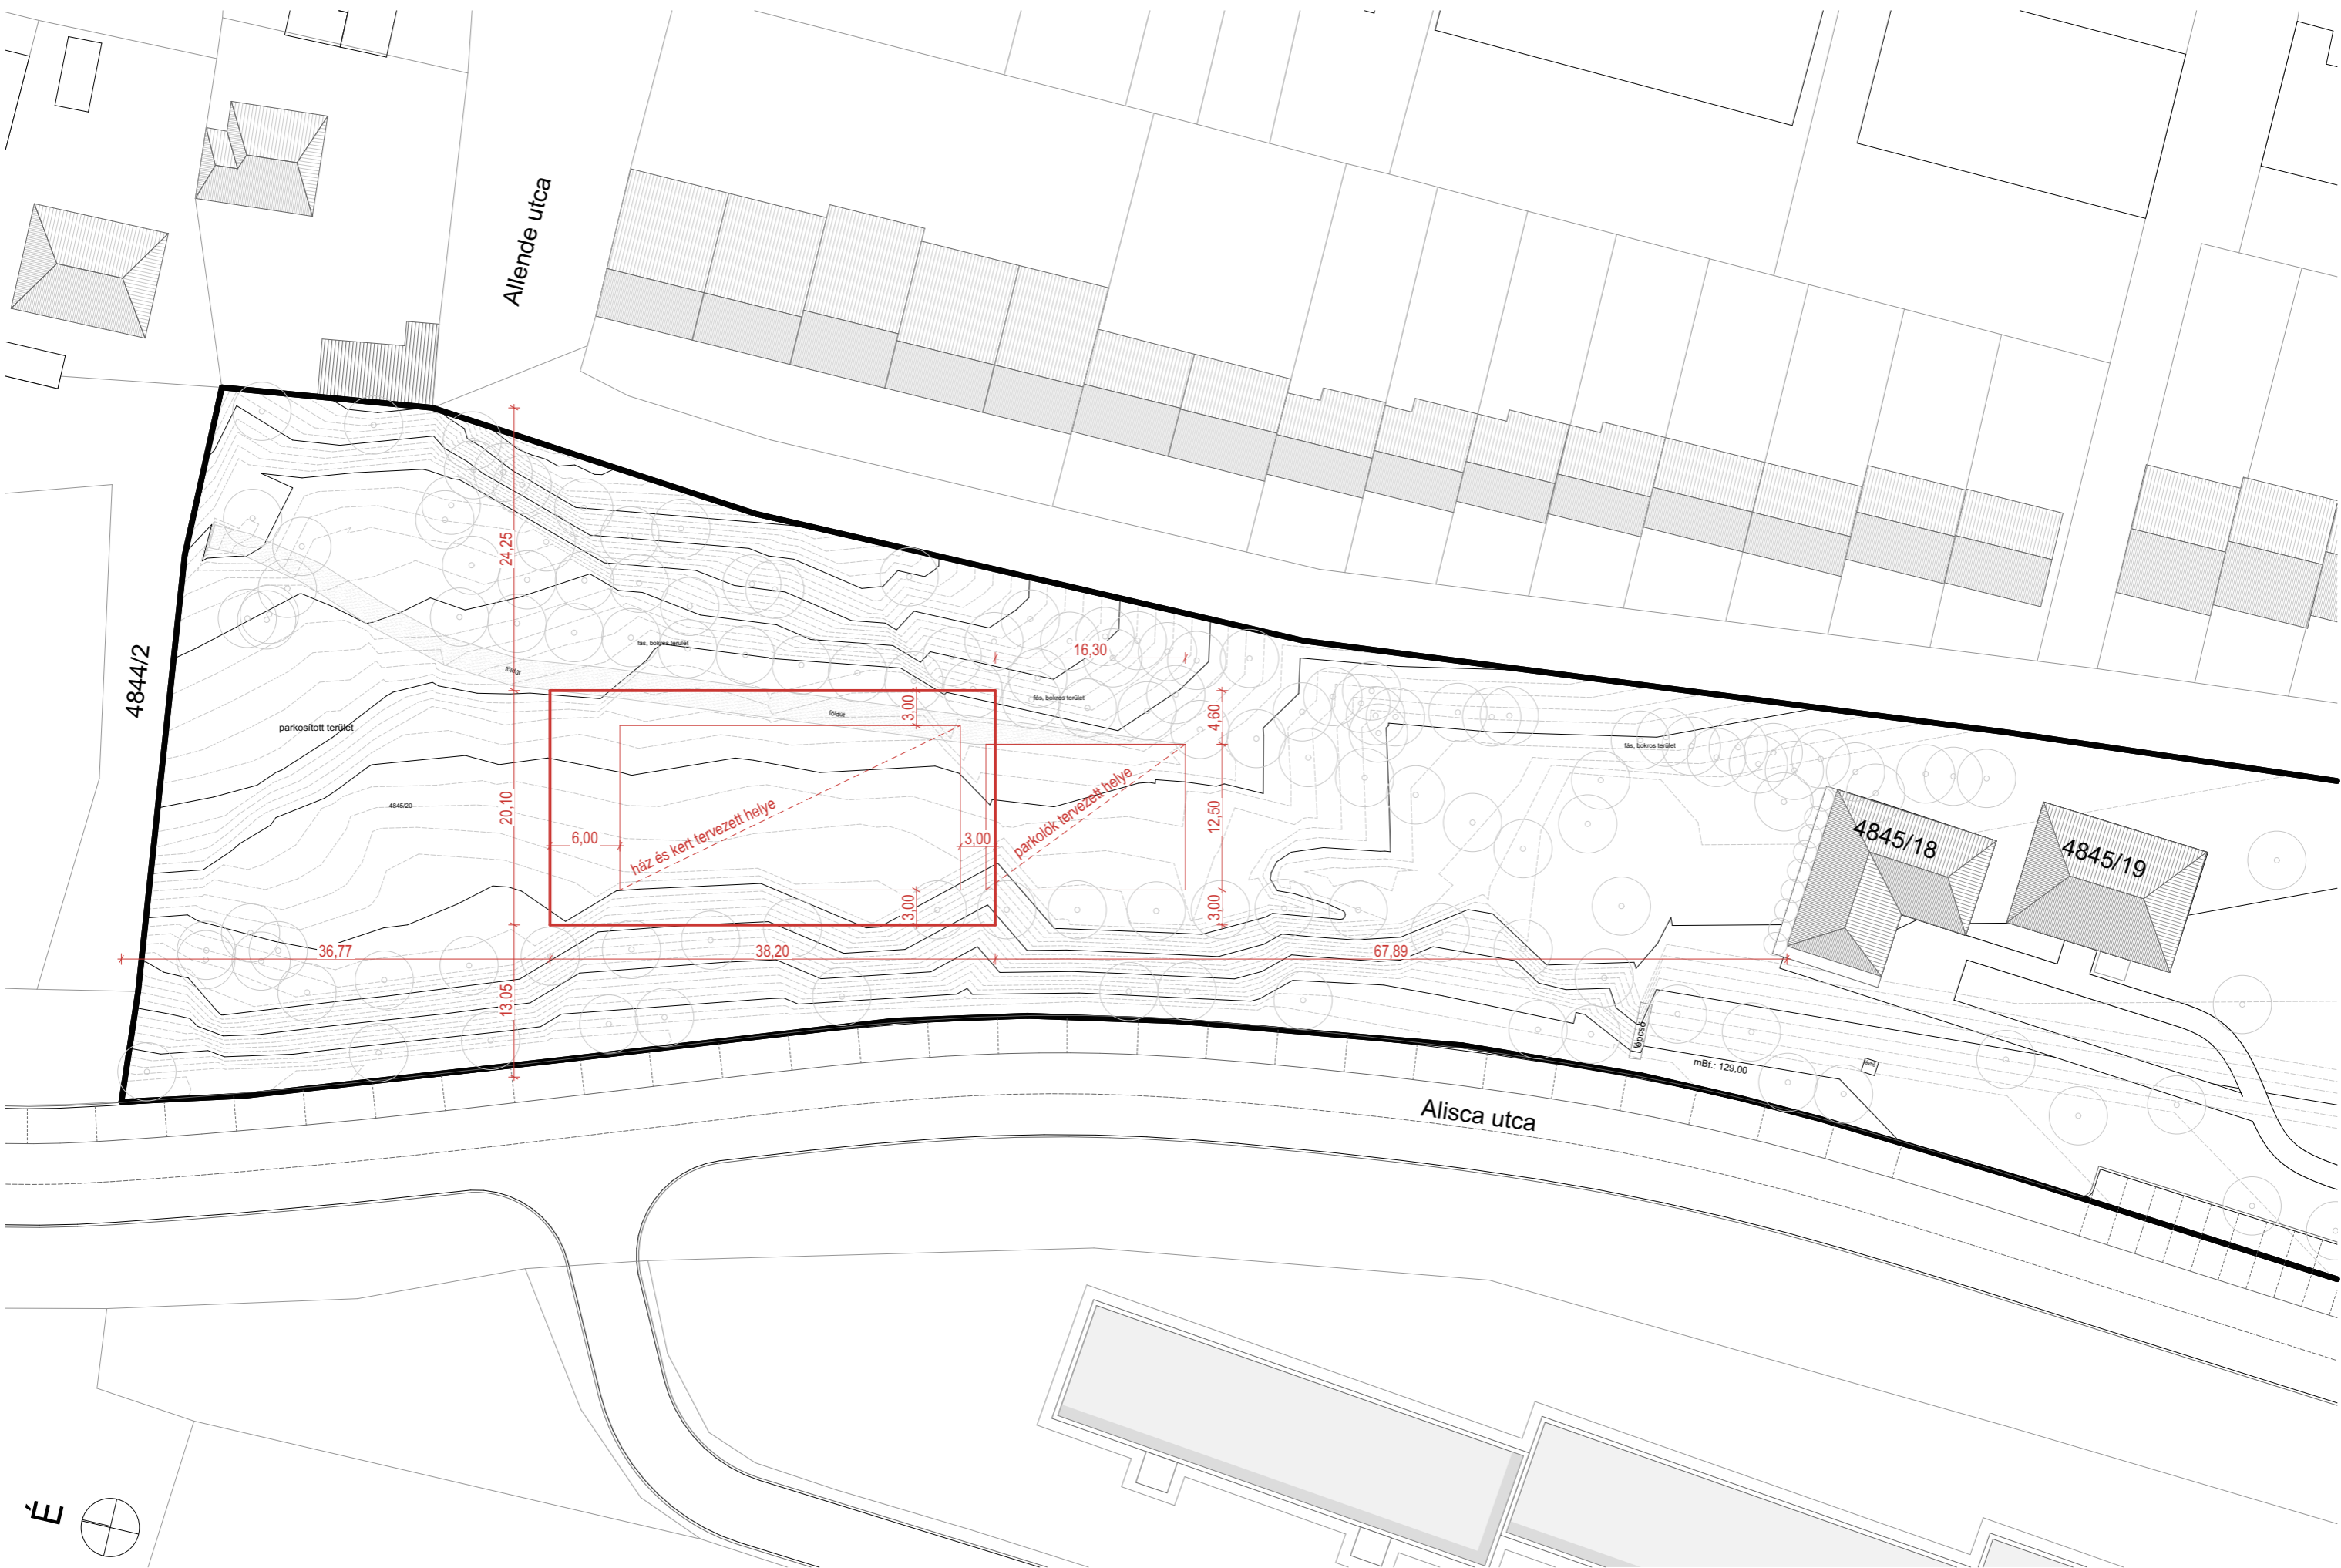 Allende utca
24,25
4844/2
fás, bokros terület
16,30
földút
fás, bokros terület
3,00
földút
4,60
parkosított terület
fás, bokros terület
ház és kert tervezett helye
parkolók tervezett helye
4845/20
20,10
12,50
6,00
3,00
4845/18
4845/19
3,00
3,00
36,77
38,20
67,89
13,05
lépcső
mBf.: 129,00
Alisca utca
É